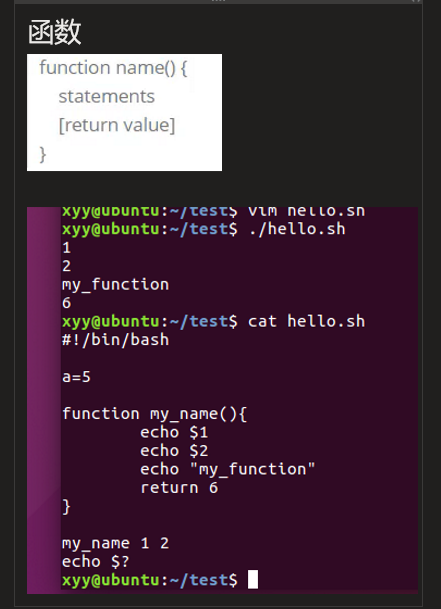 函数
function name() {
statements
[return value]
}
xyy@ubuntu:~/test$ vim hello.sh
xyy@ubuntu:~/test$ ./hello.sh
1
2
my_function
6
xyy@ubuntu:~/test$ cat hello.sh
#!/bin/bash
a=5
function my_name(){
echo $1
echo $2
echo "my_function"
return 6
}
my_name 1 2
echo $?
xyy@ubuntu:~/test$